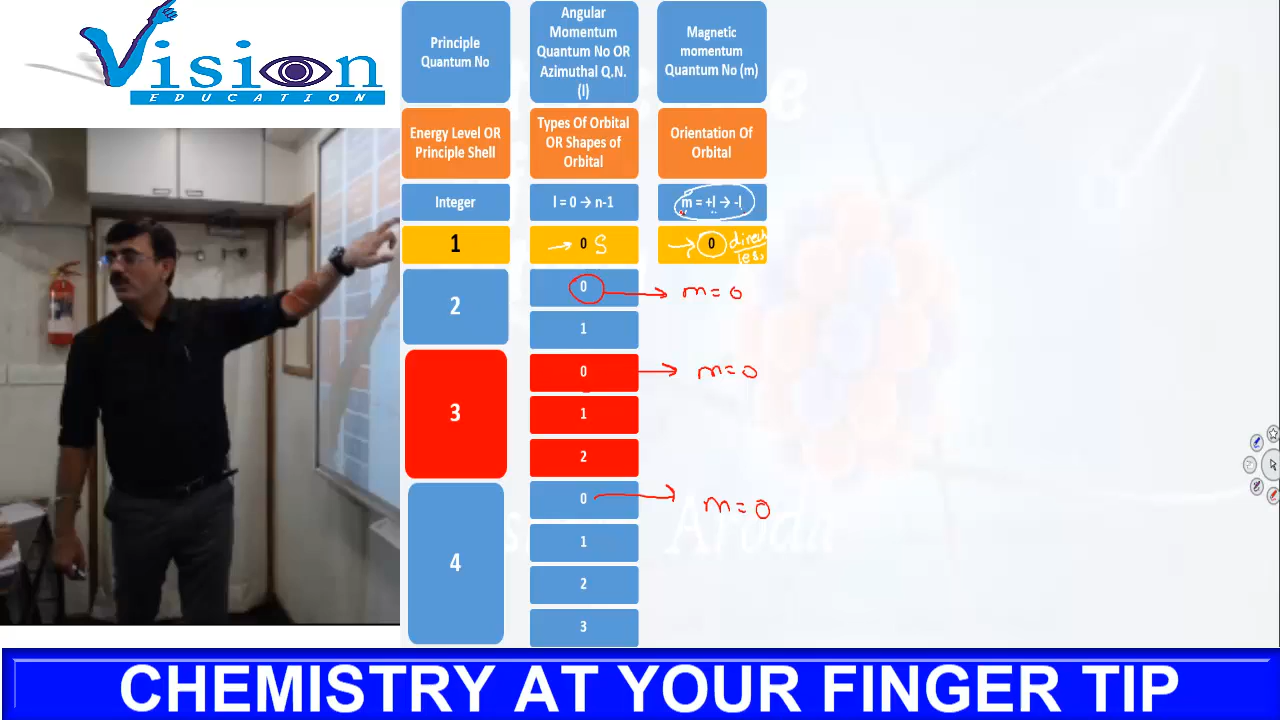 Vision
EDUCATION
Principle
Quantum No
Angular
Momentum
Quantum No OR
Azimuthal Q.N.
(l)
Magnetic
momentum
Quantum No (m)
Energy Level OR
Principle Shell
Types Of Orbital
OR Shapes of
Orbital
Orientation Of
Orbital
Integer
l = 0 → n-1
m = +l → -l
1
→ 0 S
→ 0 direct
less
2
0 → m = 0
1
3
0 → m = 0
1
2
4
0 → m = 0
1
2
3
CHEMISTRY AT YOUR FINGER TIP